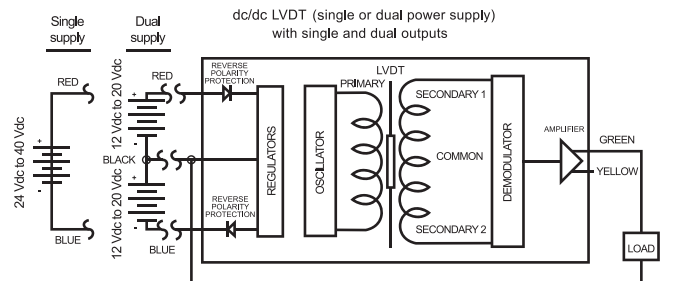 dc/dc LVDT (single or dual power supply)
with single and dual outputs
Single
supply
Dual
supply
RED
RED
REVERSE
POLARITY
PROTECTION
LVDT
PRIMARY
SECONDARY 1
12 Vdc to 20 Vdc
+
-
24 Vdc to 40 Vdc
+
-
BLACK
REGULATORS
OSCILLATOR
COMMON
DEMODULATOR
AMPLIFIER
GREEN
YELLOW
12 Vdc to 20 Vdc
+
-
REVERSE
POLARITY
PROTECTION
BLUE
BLUE
SECONDARY 2
LOAD